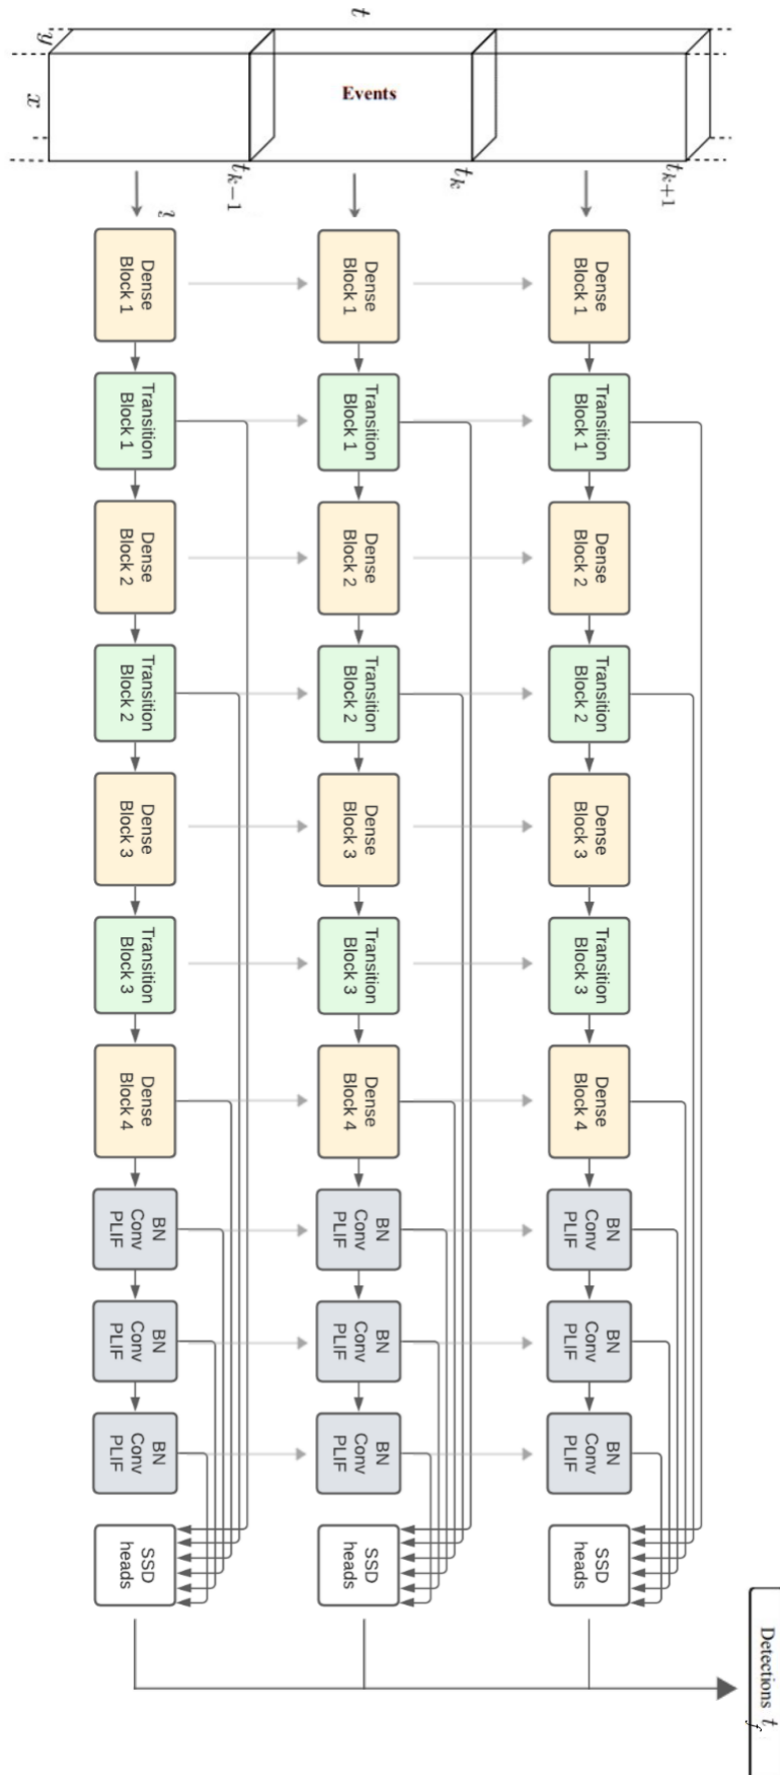 t
y
x
Events
t_{k-1}
t_k
t_{k+1}
Dense
Block 1
Dense
Block 1
Dense
Block 1
Transition
Block 1
Transition
Block 1
Transition
Block 1
Dense
Block 2
Dense
Block 2
Dense
Block 2
Transition
Block 2
Transition
Block 2
Transition
Block 2
Dense
Block 3
Dense
Block 3
Dense
Block 3
Transition
Block 3
Transition
Block 3
Transition
Block 3
Dense
Block 4
Dense
Block 4
Dense
Block 4
BN
Conv
PLIF
BN
Conv
PLIF
BN
Conv
PLIF
BN
Conv
PLIF
BN
Conv
PLIF
BN
Conv
PLIF
BN
Conv
PLIF
BN
Conv
PLIF
BN
Conv
PLIF
SSD
heads
SSD
heads
SSD
heads
Detections t_f